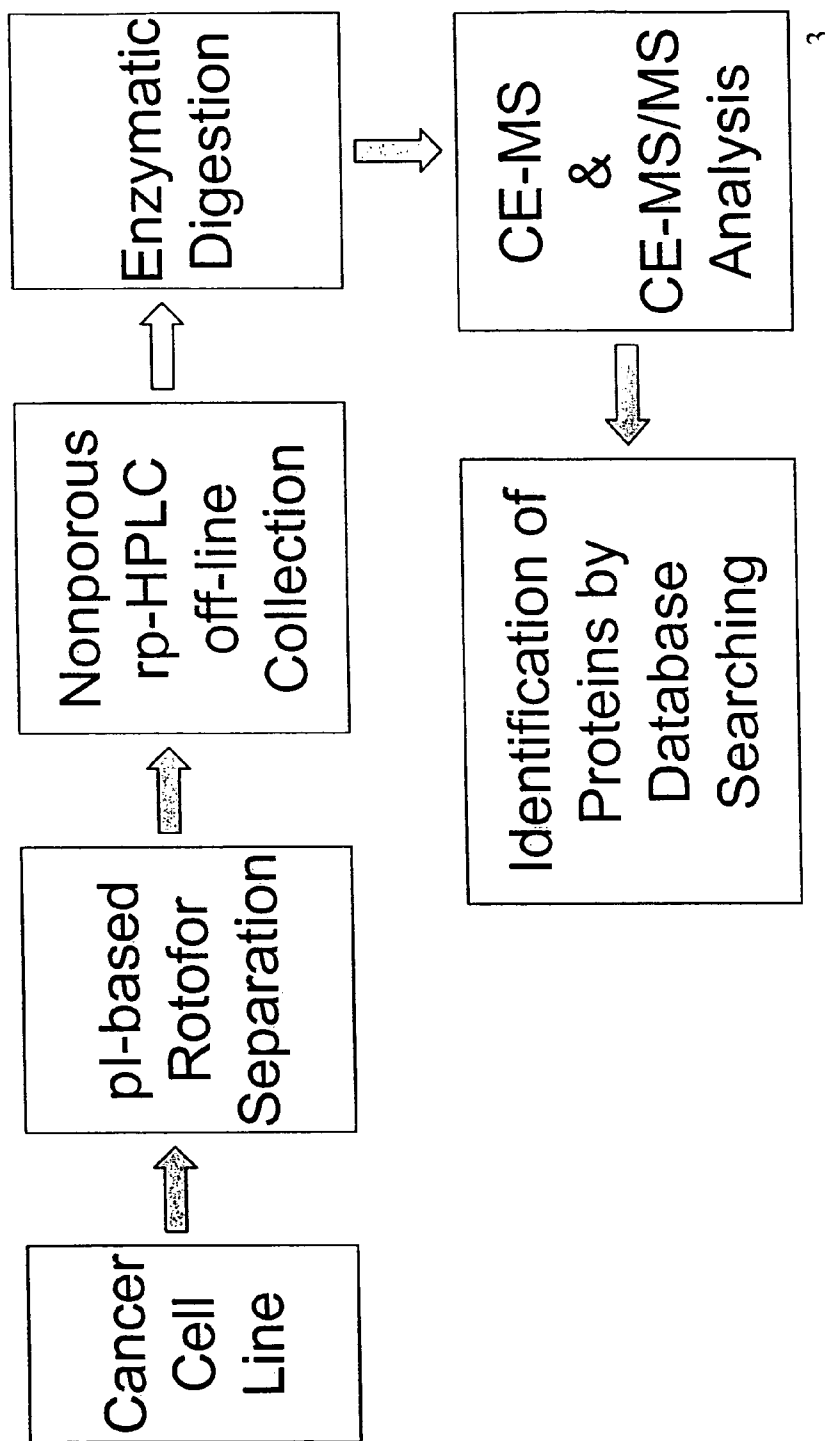 Cancer
Cell
Line
pI-based
Rotofor
Separation
Nonporous
rp-HPLC
off-line
Collection
Enzymatic
Digestion
CE-MS
&
CE-MS/MS
Analysis
Identification of
Proteins by
Database
Searching
3